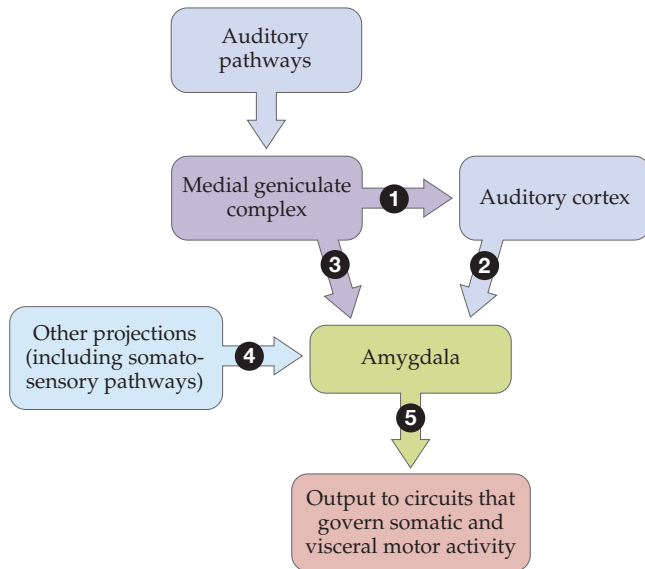 Auditory
pathways
Medial geniculate
complex
1
Auditory cortex
3
2
Other projections
(including somato-
sensory pathways)
4
Amygdala
5
Output to circuits that
govern somatic and
visceral motor activity